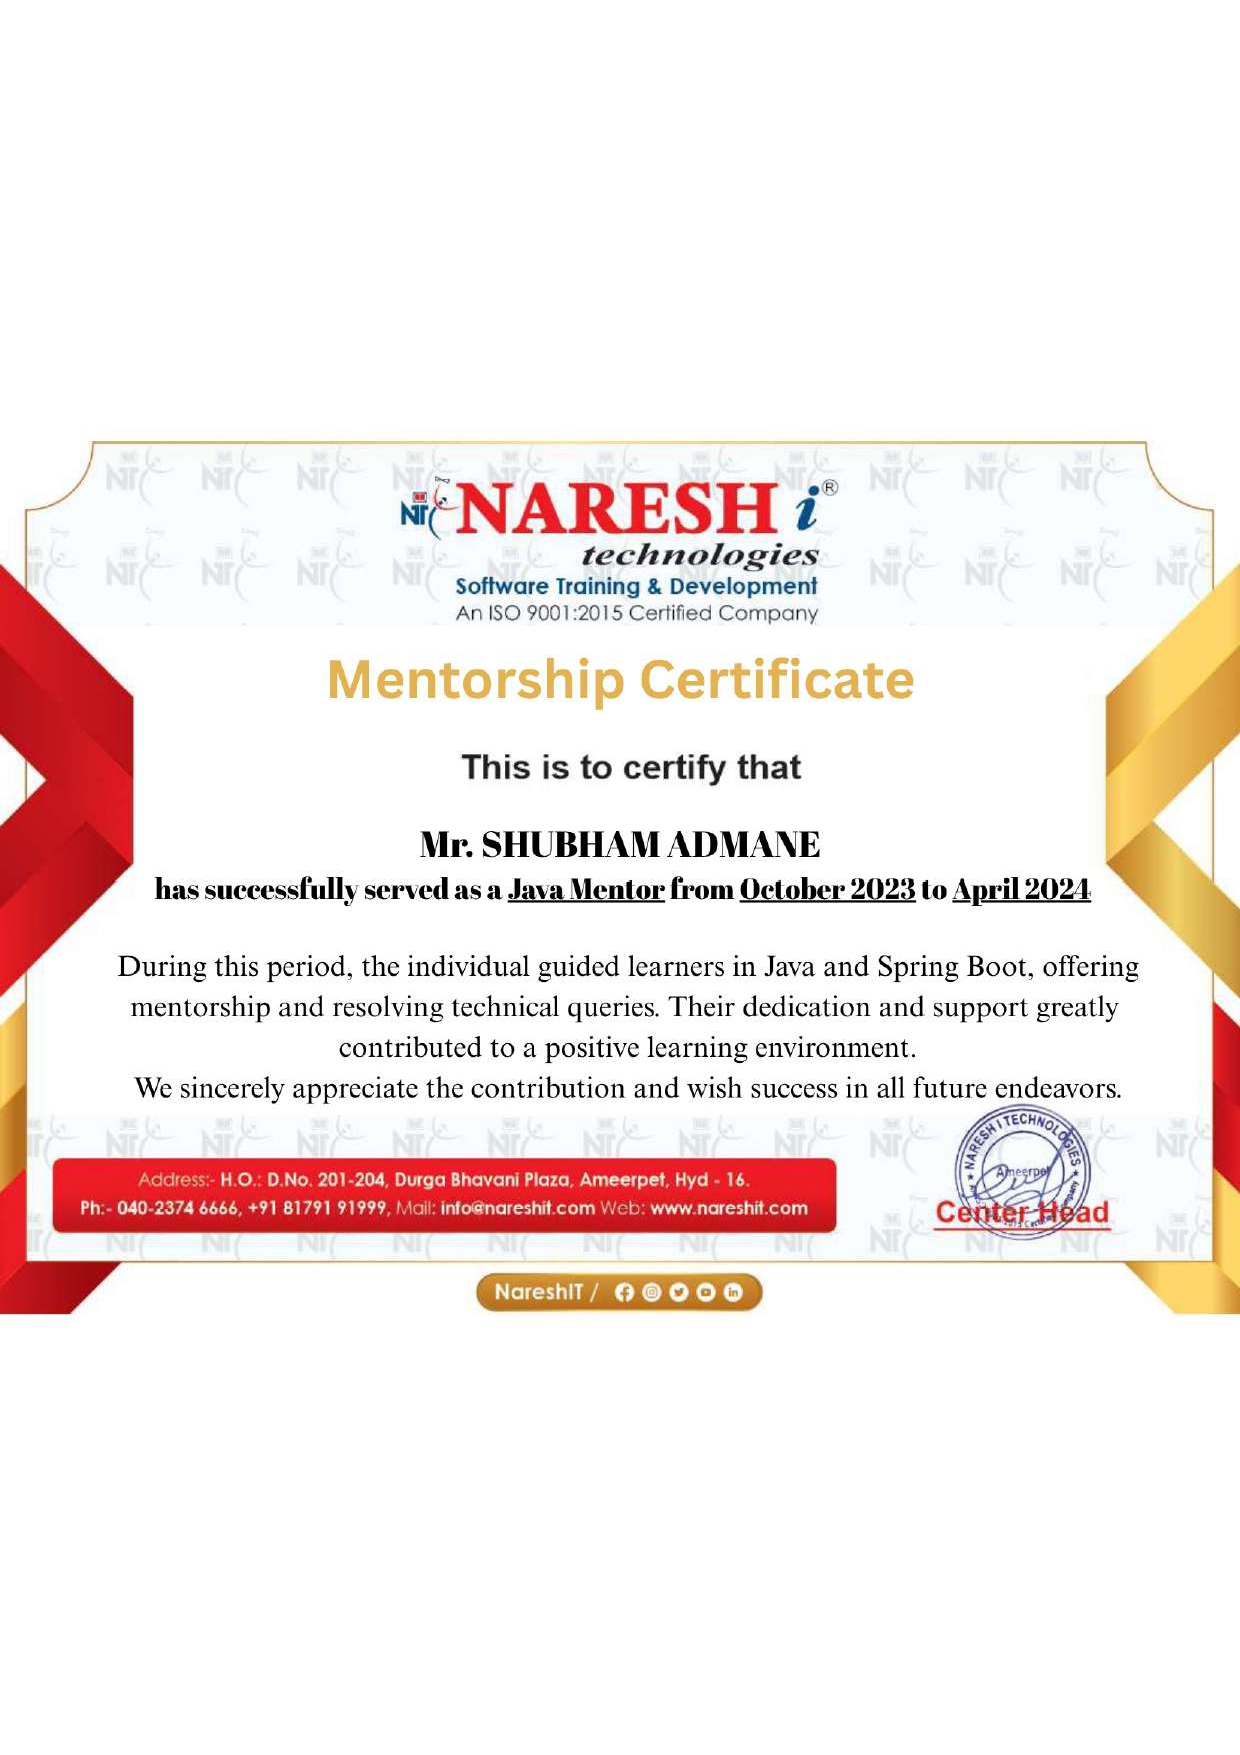 NARESH i®
technologies
Software Training & Development
An ISO 9001:2015 Certified Company
Mentorship Certificate
This is to certify that
Mr. SHUBHAM ADMANE
has successfully served as a Java Mentor from October 2023 to April 2024
During this period, the individual guided learners in Java and Spring Boot, offering
mentorship and resolving technical queries. Their dedication and support greatly
contributed to a positive learning environment.
We sincerely appreciate the contribution and wish success in all future endeavors.
NARESH I TECHNOLOGIES
Ameerpet
Center Head
Address:- H.O.: D.No. 201-204, Durga Bhavani Plaza, Ameerpet, Hyd - 16.
Ph:- 040-2374 6666, +91 81791 91999, Mail: info@nareshit.com Web: www.nareshit.com
NareshIT /